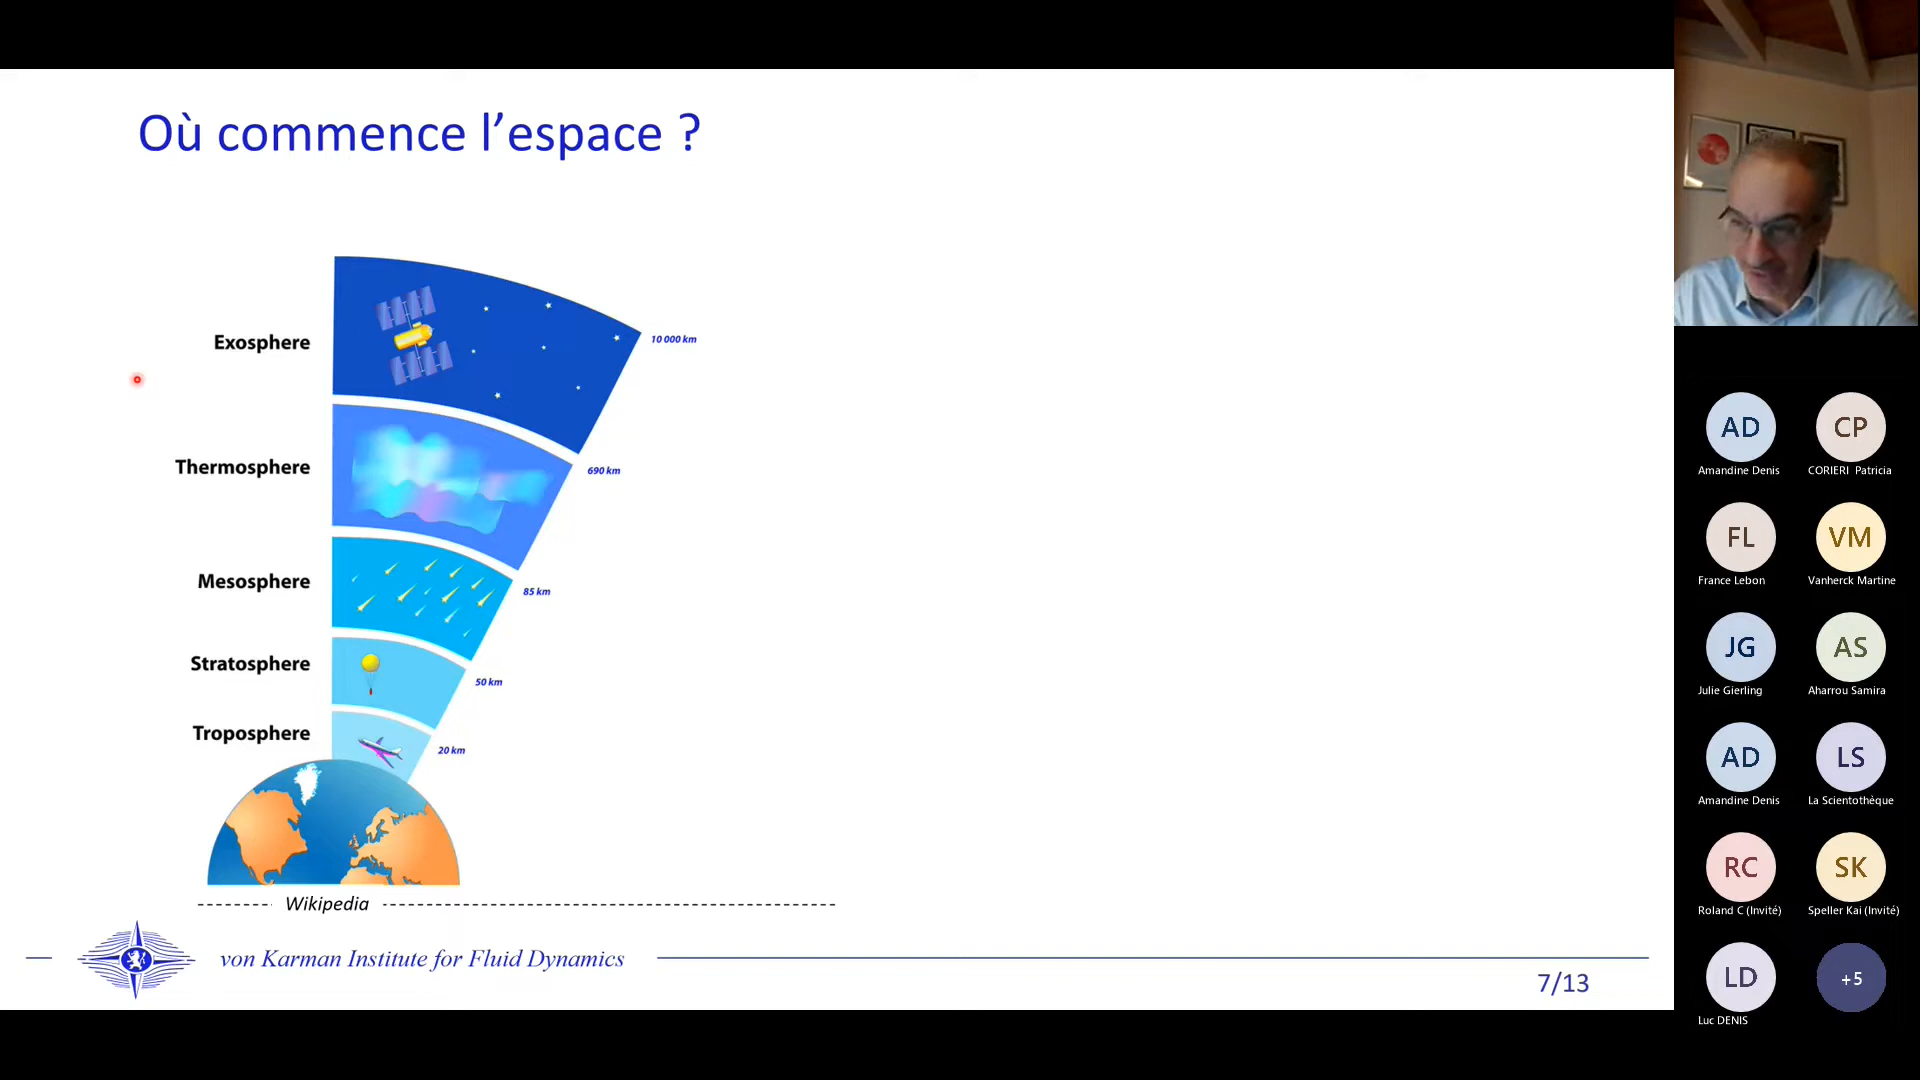 Où commence l’espace ?
Exosphere
10 000 km
Thermosphere
690 km
Mesosphere
85 km
Stratosphere
50 km
Troposphere
20 km
Wikipedia
von Karman Institute for Fluid Dynamics
7/13
AD
CP
Amandine Denis
CORIERI Patricia
FL
VM
France Lebon
Vanherck Martine
JG
AS
Julie Gierling
Aharrou Samira
AD
LS
Amandine Denis
La Scientothèque
RC
SK
Roland C (Invité)
Speller Kai (Invité)
LD
+5
Luc DENIS